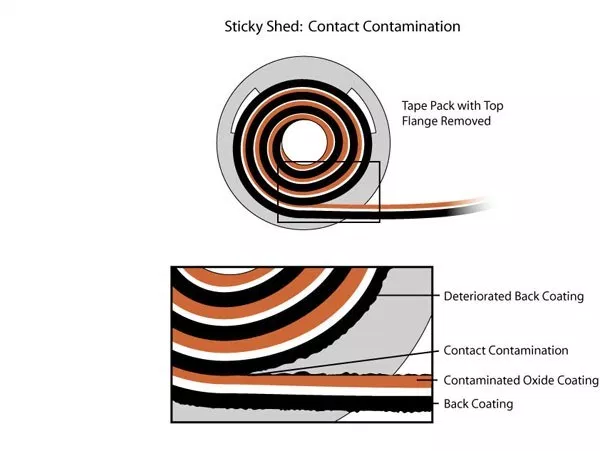 Sticky Shed: Contact Contamination
Tape Pack with Top
Flange Removed
Deteriorated Back Coating
Contact Contamination
Contaminated Oxide Coating
Back Coating